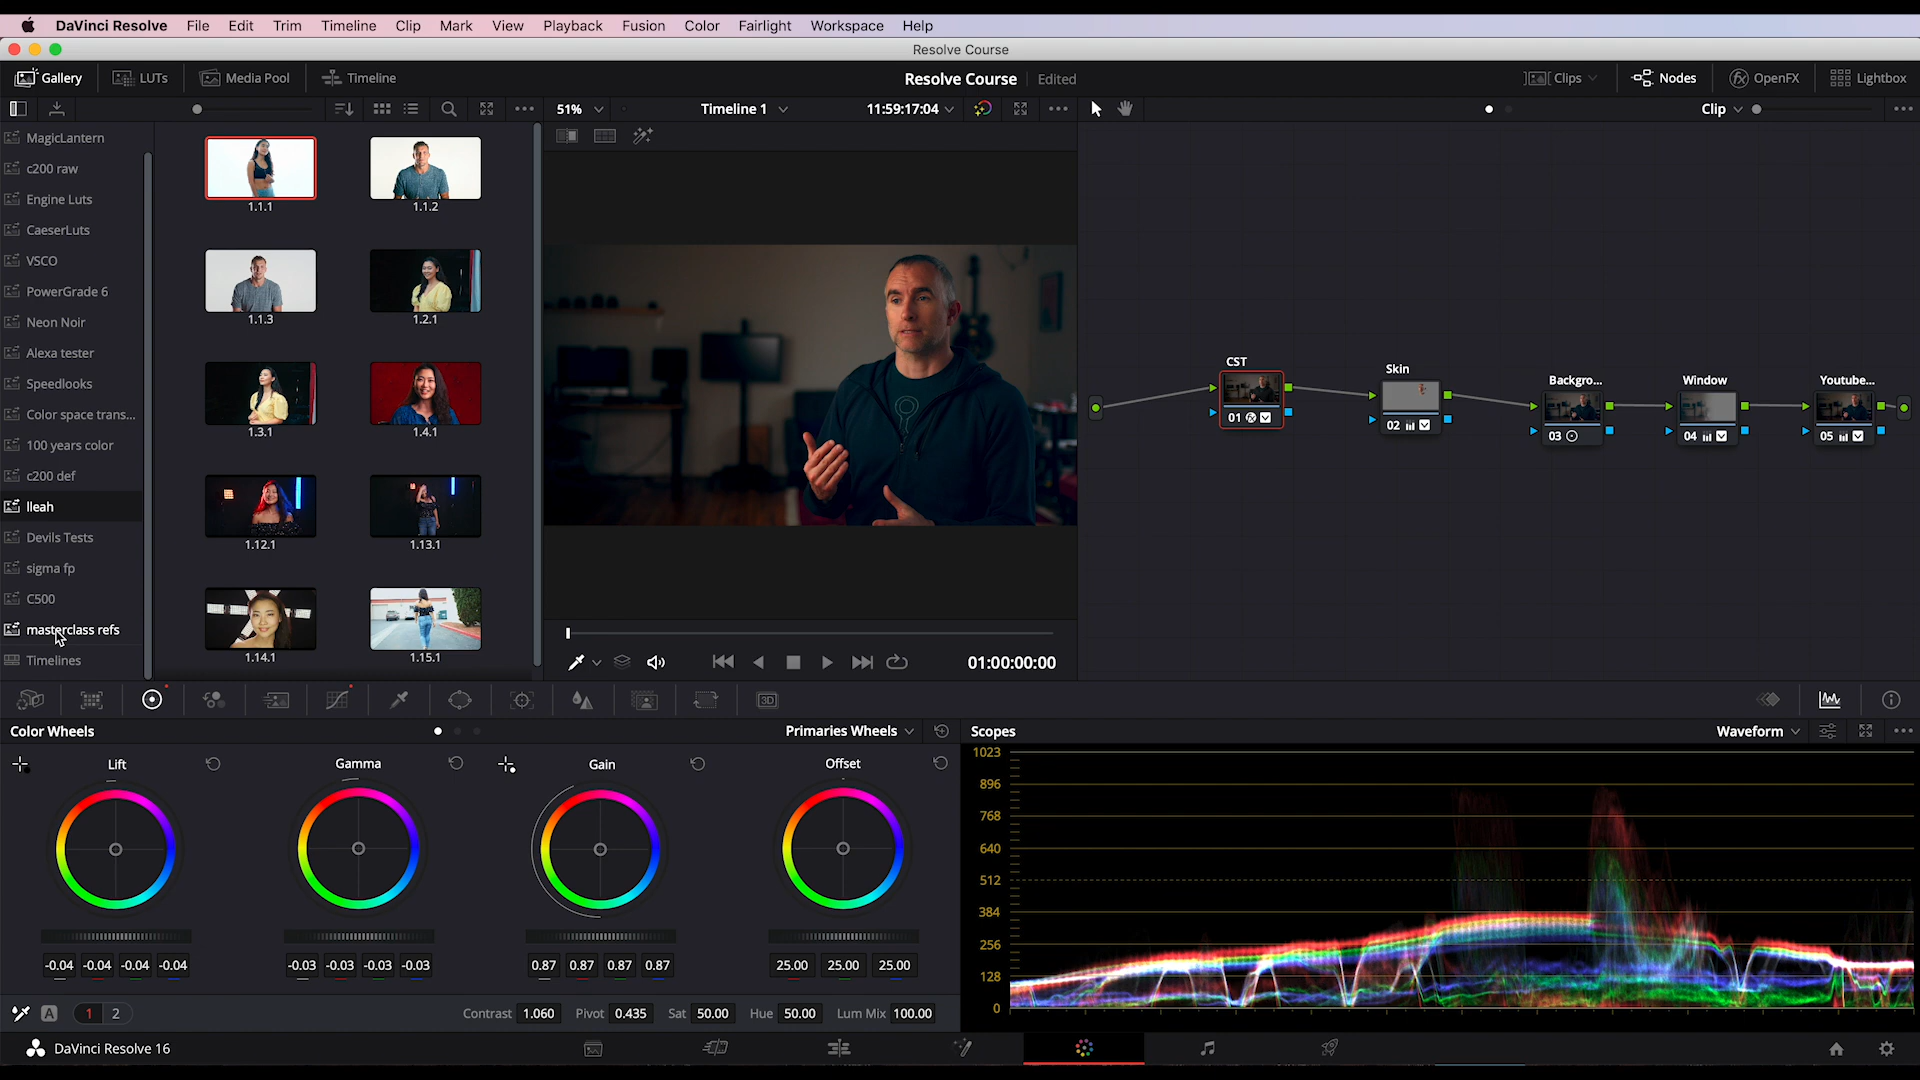 DaVinci Resolve File Edit Trim Timeline Clip Mark View Playback Fusion Color Fairlight Workspace Help
Resolve Course
Gallery LUTs Media Pool Timeline Resolve Course Edited Clips Nodes OpenFX Lightbox
51% Timeline 1 11:59:17:04 Clip
MagicLantern
c200 raw
Engine Luts
CaeserLuts
VSCO
PowerGrade 6
Neon Noir
Alexa tester
Speedlooks
Color space trans...
100 years color
c200 def
lleah
Devils Tests
sigma fp
C500
masterclass refs
Timelines
1.1.1 1.1.2
1.1.3 1.2.1
1.3.1 1.4.1
1.12.1 1.13.1
1.14.1 1.15.1
01:00:00:00
CST
01
Skin
02
Backgro...
03
Window
04
Youtube...
05
3D
Color Wheels Primaries Wheels
Lift Gamma Gain Offset
-0.04 -0.04 -0.04 -0.04 -0.03 -0.03 -0.03 -0.03 0.87 0.87 0.87 0.87 25.00 25.00 25.00
A 1 2 Contrast 1.060 Pivot 0.435 Sat 50.00 Hue 50.00 Lum Mix 100.00
Scopes Waveform
1023
896
768
640
512
384
256
128
0
DaVinci Resolve 16